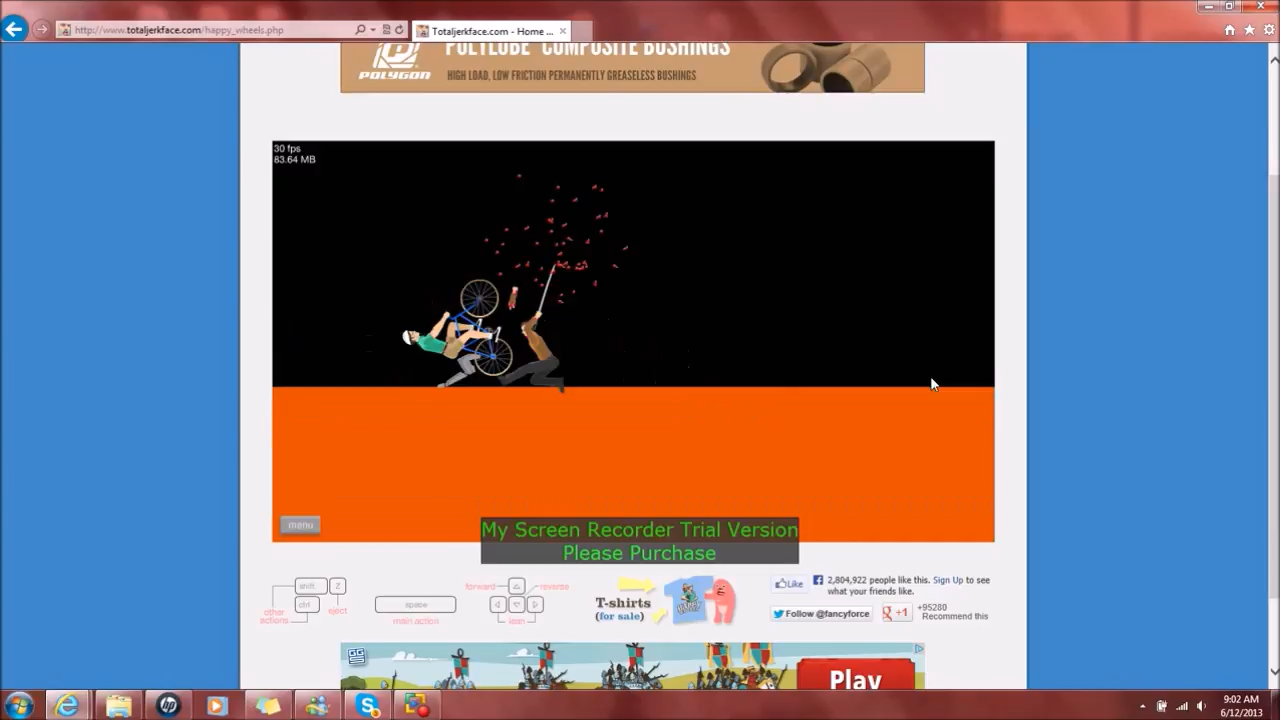 http://www.totaljerkface.com/happy_wheels.php
Totaljerkface.com - Home ...
POLYLUBE COMPOSITE BUSHINGS
POLYGON
HIGH LOAD, LOW FRICTION PERMANENTLY GREASELESS BUSHINGS
30 fps
83.64 MB
menu
My Screen Recorder Trial Version
Please Purchase
shift
Z
ctrl
other
actions
eject
space
main action
forward
reverse
lean
T-shirts
(for sale)
Like
2,804,922 people like this. Sign Up to see
what your friends like.
Follow @fancyforce
+1
+95280
Recommend this
GGS
Play
hp
9:02 AM
6/12/2013